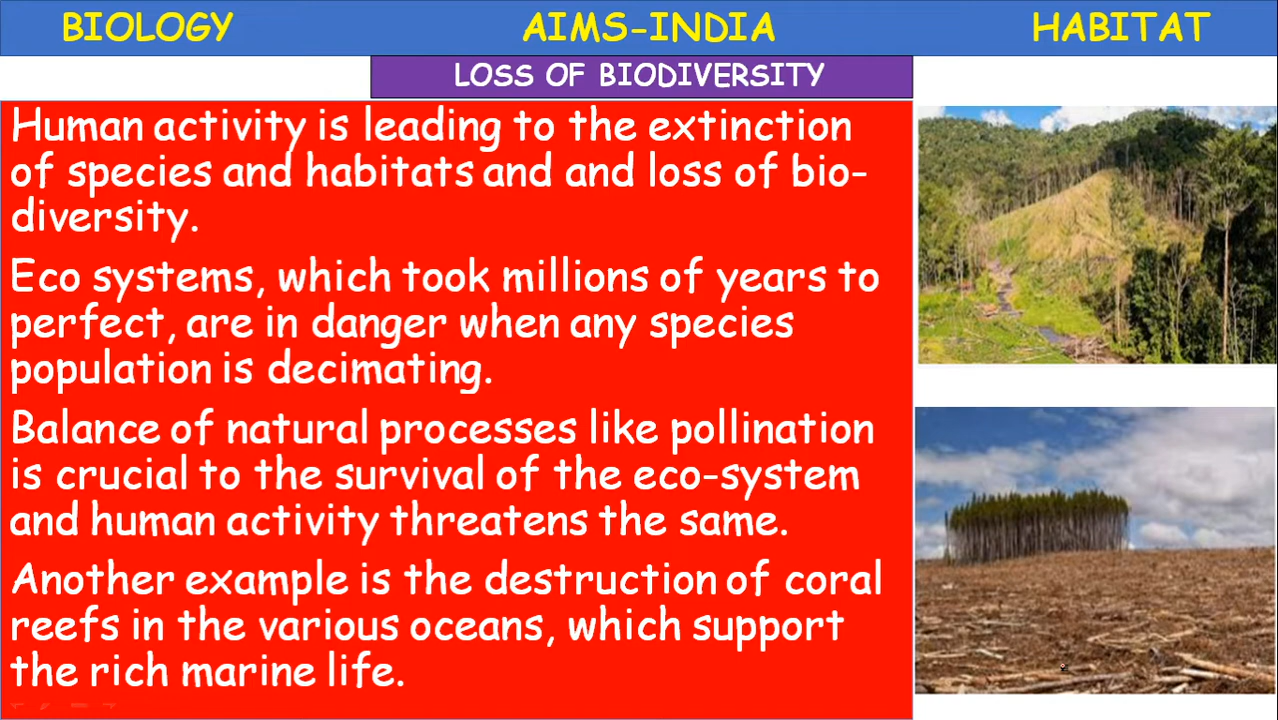 BIOLOGY AIMS-INDIA HABITAT
LOSS OF BIODIVERSITY
Human activity is leading to the extinction
of species and habitats and and loss of bio-
diversity.
Eco systems, which took millions of years to
perfect, are in danger when any species
population is decimating.
Balance of natural processes like pollination
is crucial to the survival of the eco-system
and human activity threatens the same.
Another example is the destruction of coral
reefs in the various oceans, which support
the rich marine life.